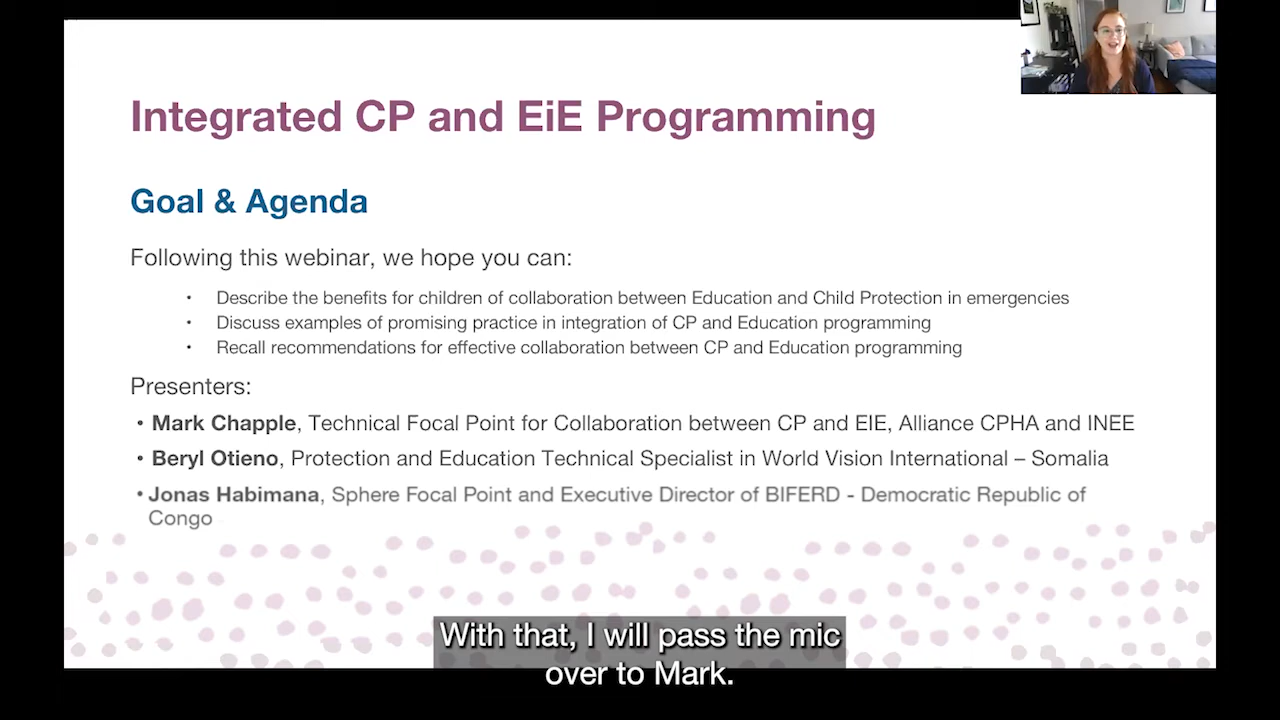 Integrated CP and EiE Programming
Goal & Agenda
Following this webinar, we hope you can:
• Describe the benefits for children of collaboration between Education and Child Protection in emergencies
• Discuss examples of promising practice in integration of CP and Education programming
• Recall recommendations for effective collaboration between CP and Education programming
Presenters:
• Mark Chapple, Technical Focal Point for Collaboration between CP and EIE, Alliance CPHA and INEE
• Beryl Otieno, Protection and Education Technical Specialist in World Vision International – Somalia
• Jonas Habimana, Sphere Focal Point and Executive Director of BIFERD - Democratic Republic of
Congo
With that, I will pass the mic
over to Mark.